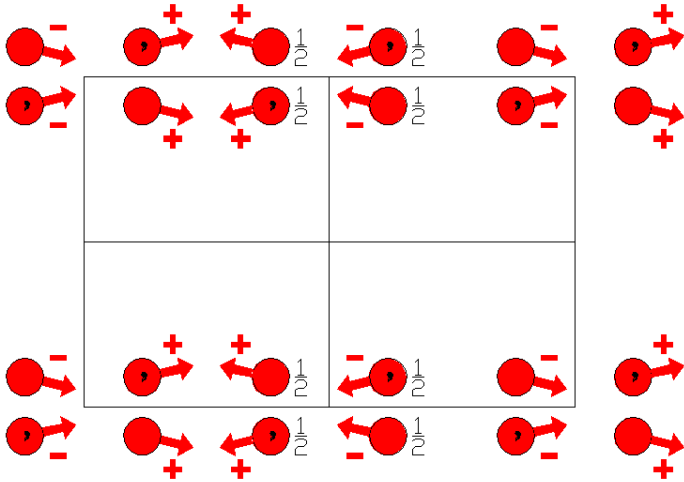 − + + − − +
, 1/2 , 1/2 ,
, , 1/2 1/2 ,
− + + − − +
− + + − − +
, 1/2 , 1/2 ,
, , 1/2 1/2 ,
− + + − − +